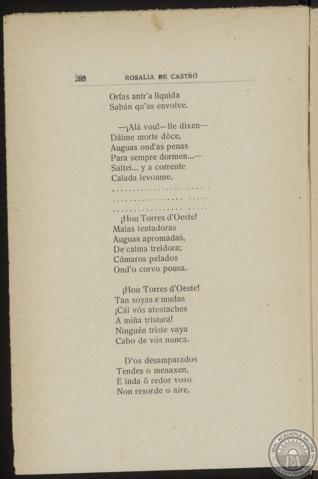 288 ROSALÍA DE CASTRO
Orfas antr'a líquida
Sabán qu'as envolve.
—¡Alá vou!—lle dixen—
Dáime morte dôce,
Auguas ond'as penas
Para sempre dormen...—
Saltei... y a corrente
Calada levoume.
¡Hou Torres d'Oeste!
Malas tentadoras
Auguas apromadas,
De calma treidora;
Cómaros pelados
Ond'o corvo pousa.
¡Hou Torres d'Oeste!
Tan soyas e mudas
¡Cál vós atentaches
A miña tristura!
Ninguén triste vaya
Cabo de vós nunca.
D'os desamparados
Tendes o menaxen,
E inda ô redor voso
Non resorde o aire,